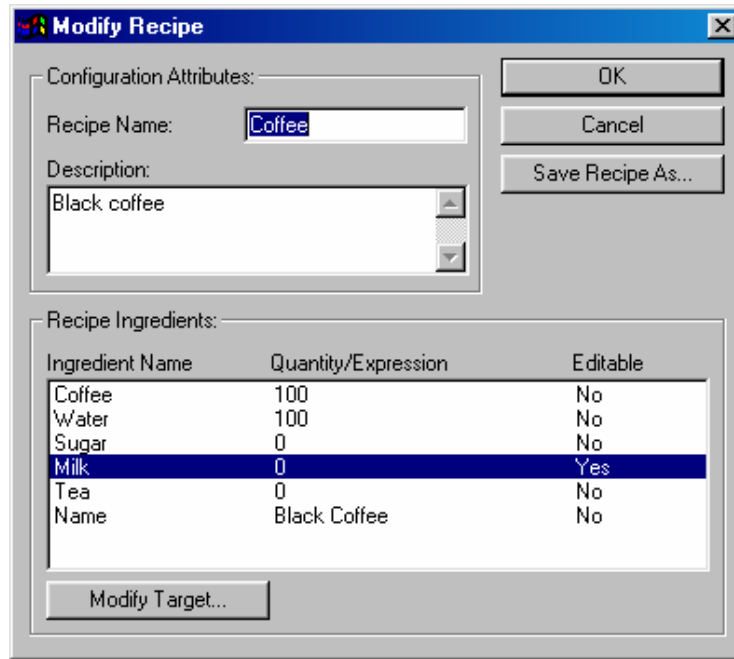 Modify Recipe
Configuration Attributes:
Recipe Name: Coffee
Description:
Black coffee
OK
Cancel
Save Recipe As...
Recipe Ingredients:
Ingredient Name Quantity/Expression Editable
Coffee 100 No
Water 100 No
Sugar 0 No
Milk 0 Yes
Tea 0 No
Name Black Coffee No
Modify Target...